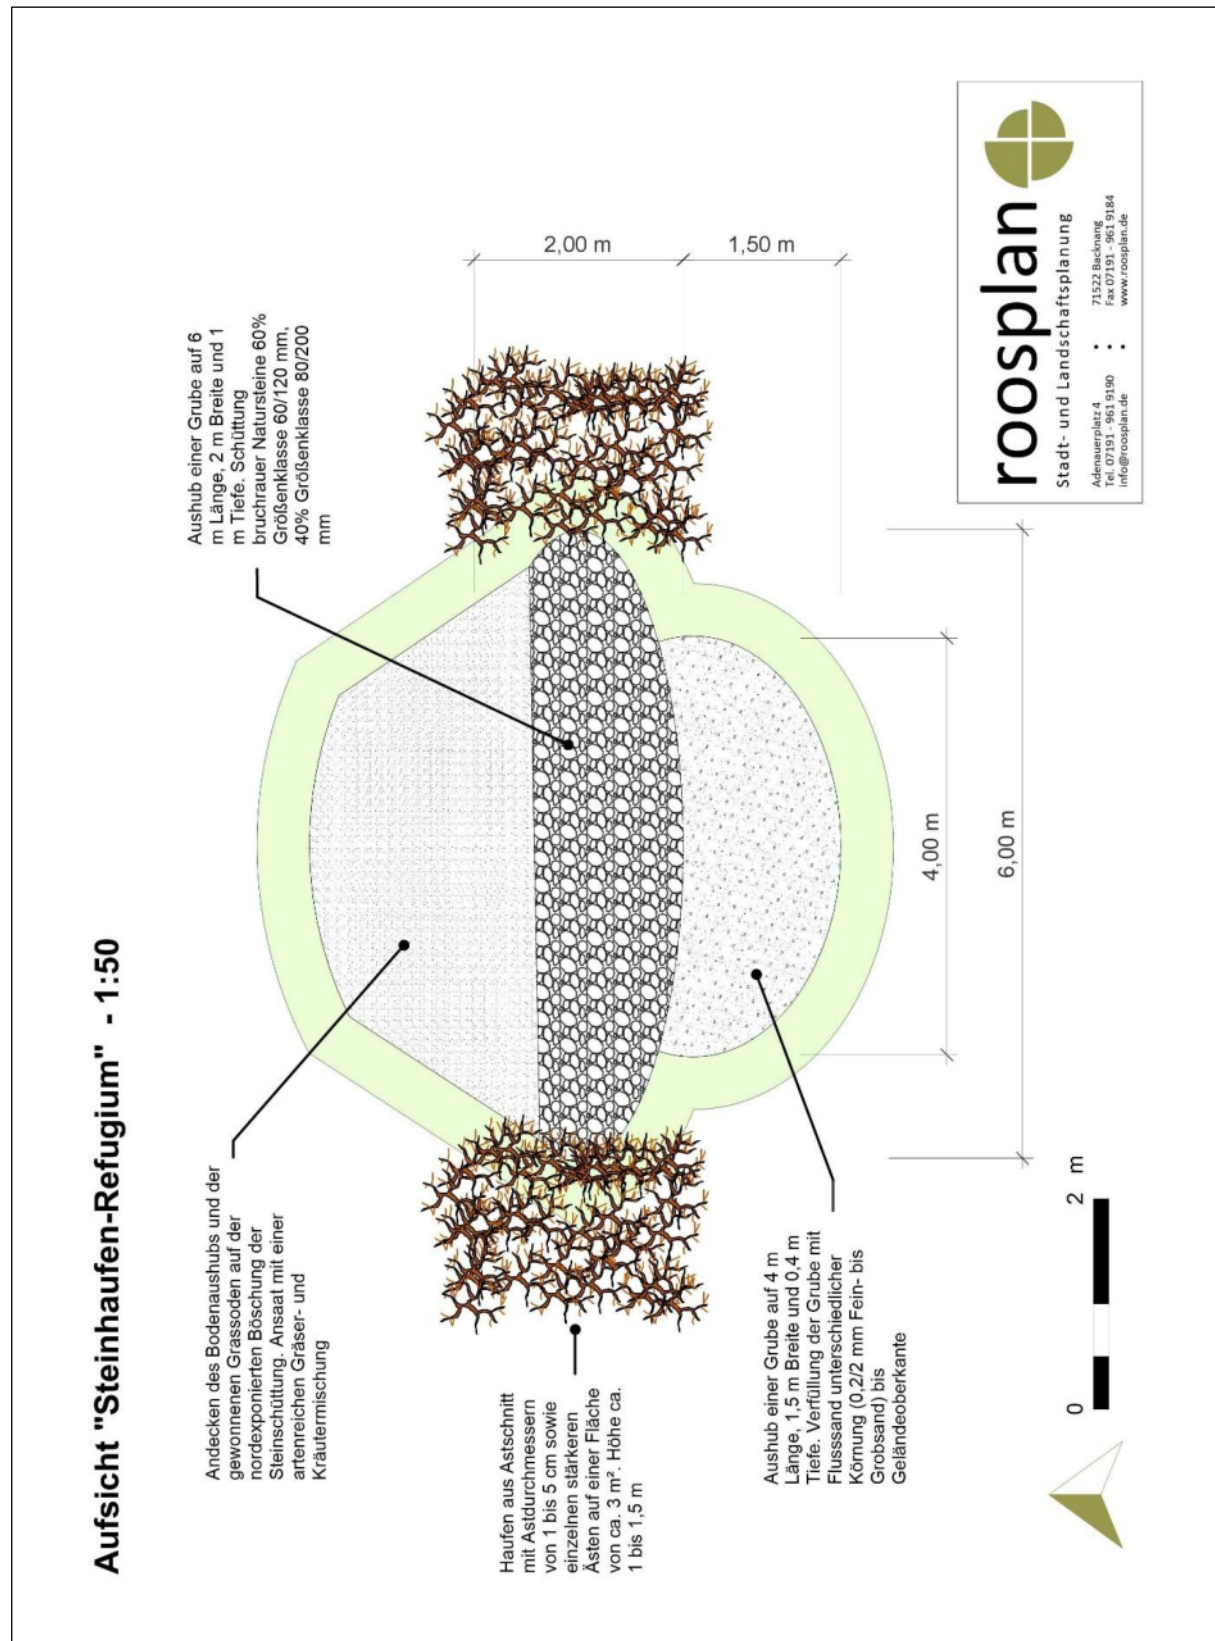 Aufsicht "Steinhaufen-Refugium" - 1:50
Andecken des Bodenaushubs und der
gewonnenen Grassoden auf der
nordexponierten Böschung der
Steinschüttung. Ansaat mit einer
artenreichen Gräser- und
Kräutermischung
Aushub einer Grube auf 6
m Länge, 2 m Breite und 1
m Tiefe. Schüttung
bruchrauer Natursteine 60%
Größenklasse 60/120 mm,
40% Größenklasse 80/200
mm
Haufen aus Astschnitt
mit Astdurchmessern
von 1 bis 5 cm sowie
einzelnen stärkeren
Ästen auf einer Fläche
von ca. 3 m². Höhe ca.
1 bis 1,5 m
2,00 m
1,50 m
Aushub einer Grube auf 4 m
Länge, 1,5 m Breite und 0,4 m
Tiefe. Verfüllung der Grube mit
Flusssand unterschiedlicher
Körnung (0,2/2 mm Fein- bis
Grobsand) bis
Geländeoberkante
4,00 m
6,00 m
0 2 m
roosplan
Stadt- und Landschaftsplanung
Adenauerplatz 4 : 71522 Backnang
Tel. 07191 - 961 9190 Fax 07191 - 961 9184
info@roosplan.de : www.roosplan.de